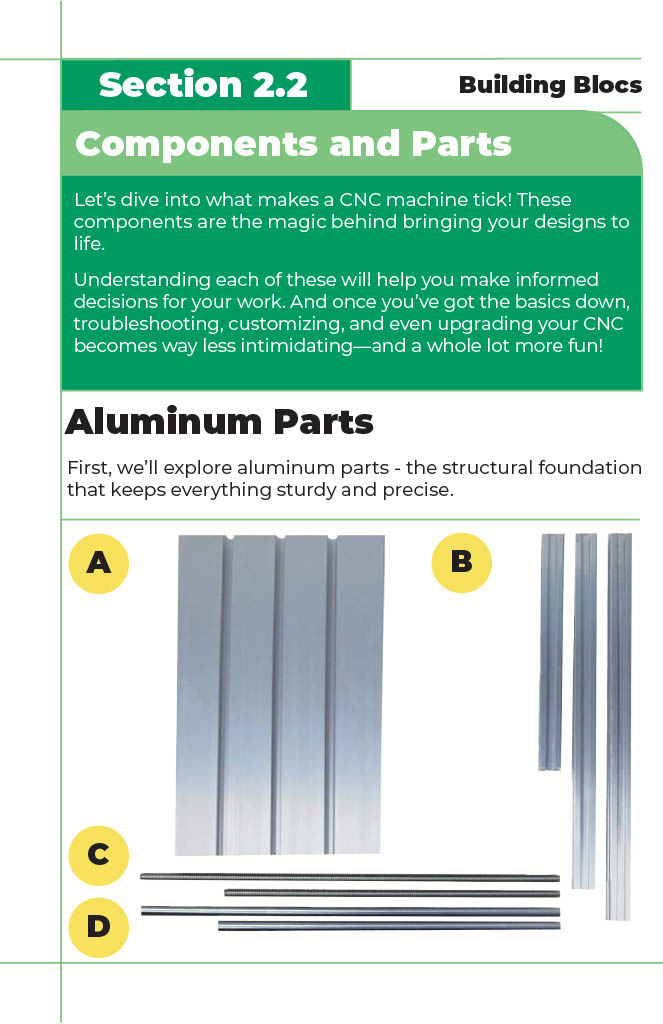 Section 2.2
Building Blocs
Components and Parts
Let’s dive into what makes a CNC machine tick! These
components are the magic behind bringing your designs to
life.
Understanding each of these will help you make informed
decisions for your work. And once you’ve got the basics down,
troubleshooting, customizing, and even upgrading your CNC
becomes way less intimidating—and a whole lot more fun!
Aluminum Parts
First, we’ll explore aluminum parts - the structural foundation
that keeps everything sturdy and precise.
A
B
C
D